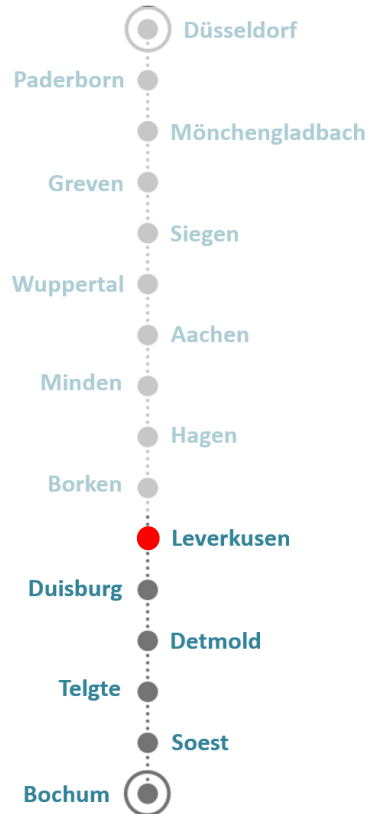 Düsseldorf
Paderborn
Mönchengladbach
Greven
Siegen
Wuppertal
Aachen
Minden
Hagen
Borken
Leverkusen
Duisburg
Detmold
Telgte
Soest
Bochum